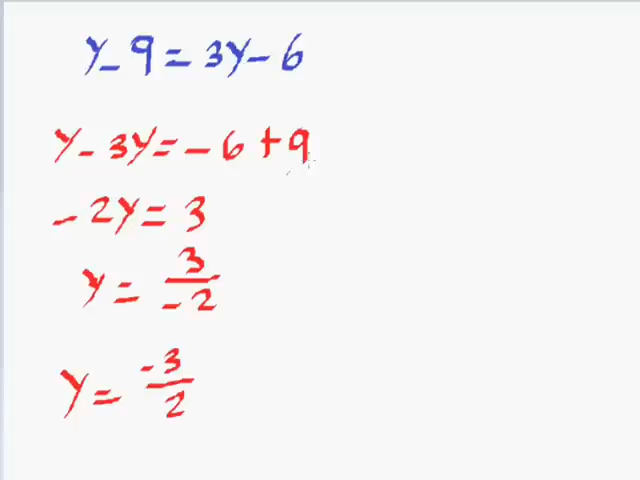 y - 9 = 3y - 6
y - 3y = - 6 + 9
- 2y = 3
y = 3/-2
y = -3/2